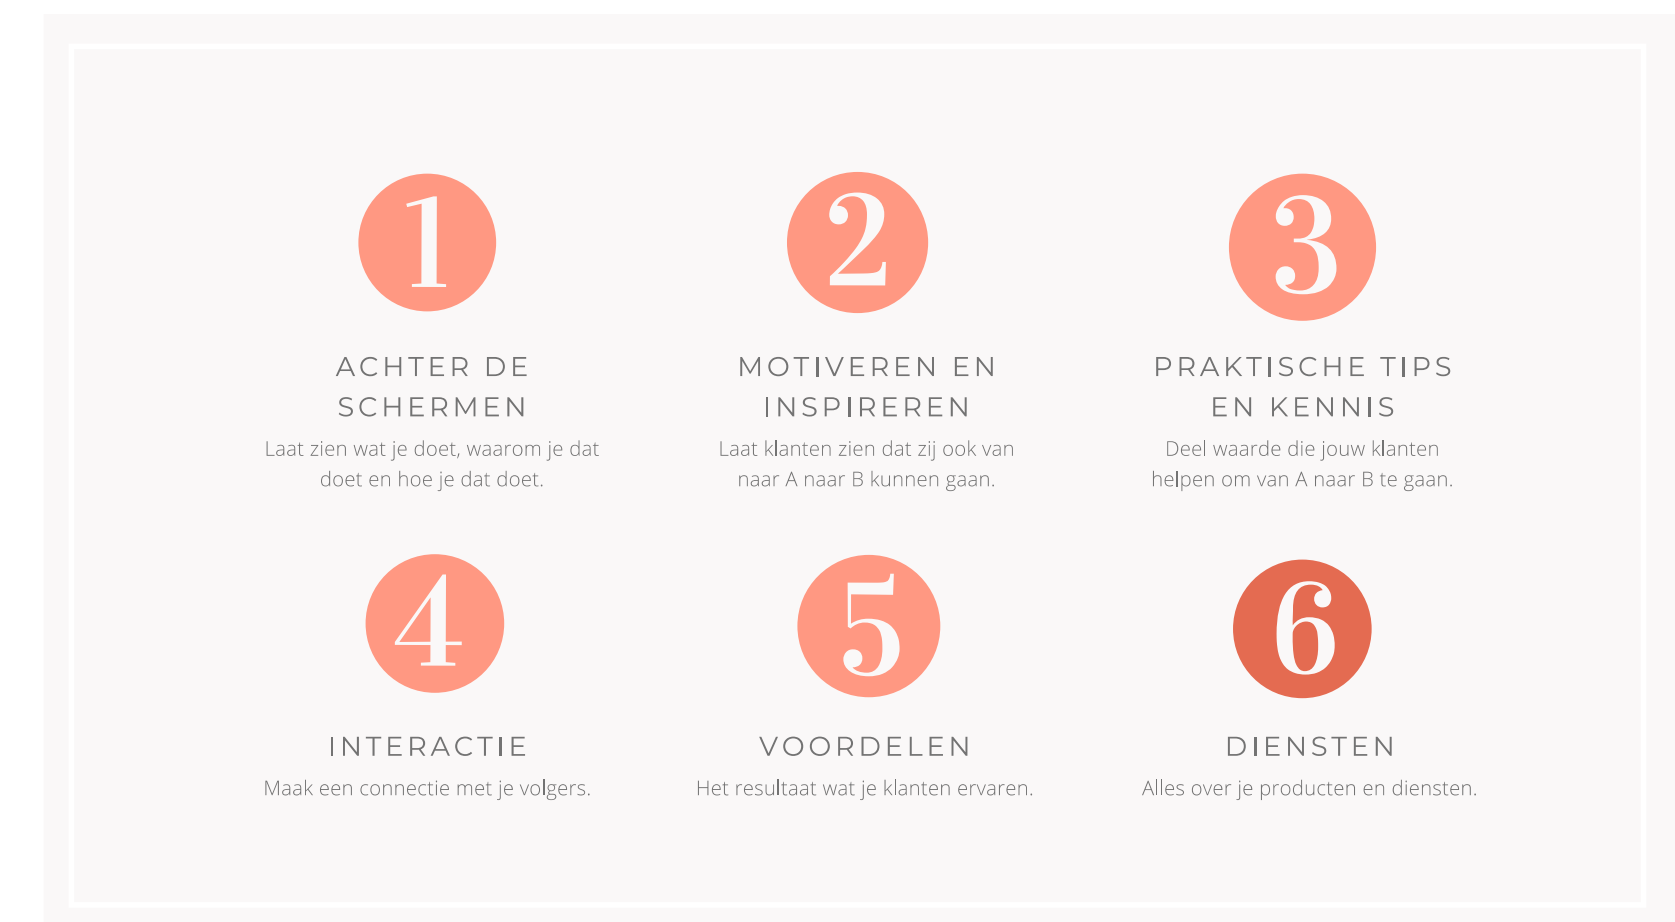 1
ACHTER DE
SCHERMEN
Laat zien wat je doet, waarom je dat
doet en hoe je dat doet.
2
MOTIVEREN EN
INSPIREREN
Laat klanten zien dat zij ook van
naar A naar B kunnen gaan.
3
PRAKTISCHE TIPS
EN KENNIS
Deel waarde die jouw klanten
helpen om van A naar B te gaan.
4
INTERACTIE
Maak een connectie met je volgers.
5
VOORDELEN
Het resultaat wat je klanten ervaren.
6
DIENSTEN
Alles over je producten en diensten.